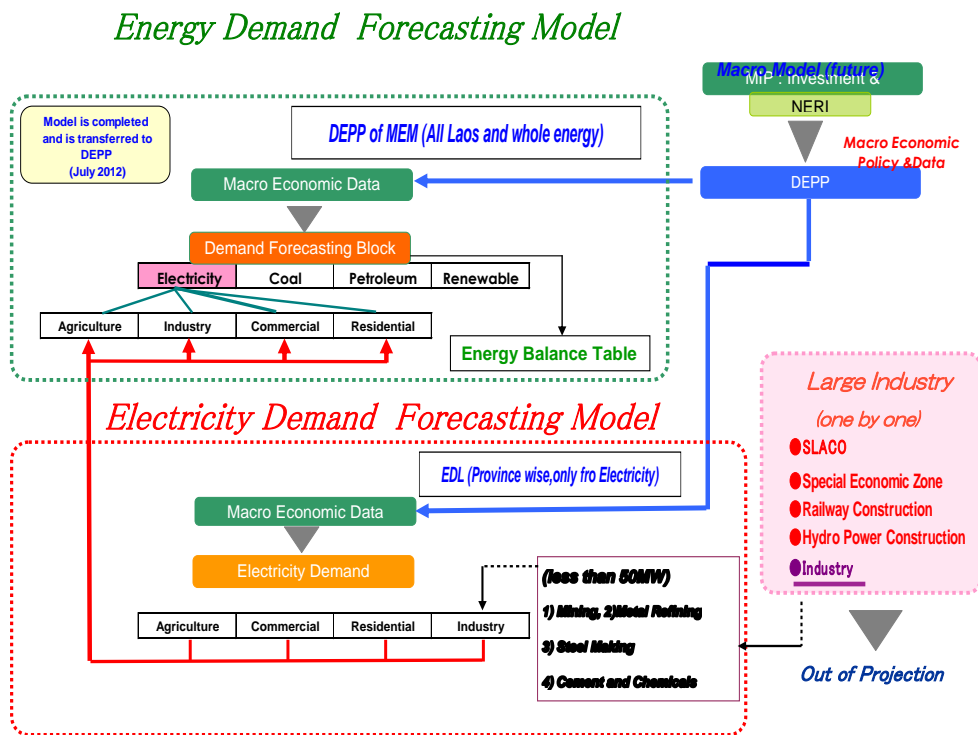 Energy Demand Forecasting Model
Macro Model (future)
MIP : Investment &
NERI
Macro Economic
Policy &Data
DEPP
Model is completed
and is transferred to
DEPP
(July 2012)
DEPP of MEM (All Laos and whole energy)
Macro Economic Data
Demand Forecasting Block
Electricity Coal Petroleum Renewable
Agriculture Industry Commercial Residential
Energy Balance Table
Electricity Demand Forecasting Model
EDL (Province wise,only fro Electricity)
Macro Economic Data
Electricity Demand
Agriculture Commercial Residential Industry
(less than 50MW)
1) Mining, 2)Metal Refining
3) Steel Making
4) Cement and Chemicals
Large Industry
(one by one)
●SLACO
●Special Economic Zone
●Railway Construction
●Hydro Power Construction
●Industry
Out of Projection